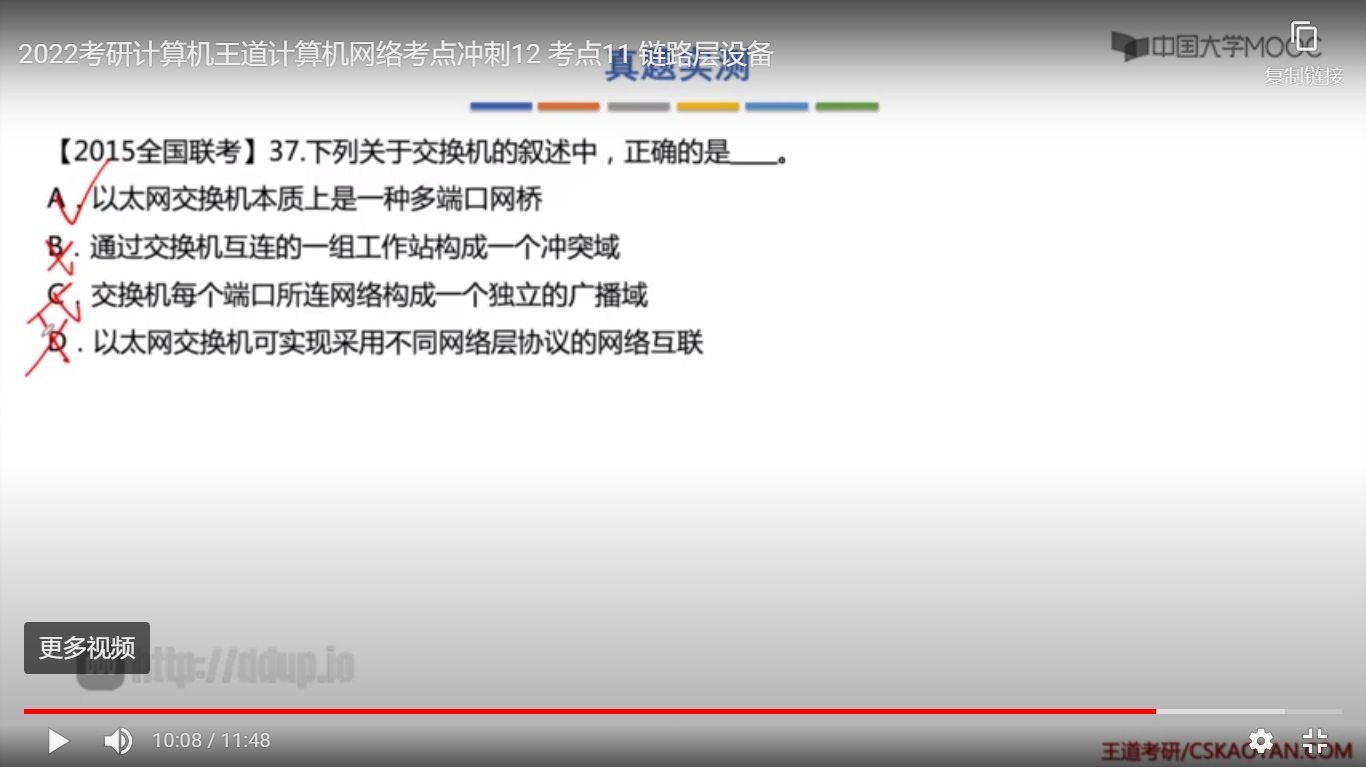 2022考研计算机王道计算机网络考点冲刺12 考点11 链路层设备
真题实测
中国大学MOOC
复制链接
【2015全国联考】37.下列关于交换机的叙述中，正确的是____。
A．以太网交换机本质上是一种多端口网桥
B．通过交换机互连的一组工作站构成一个冲突域
C．交换机每个端口所连网络构成一个独立的广播域
D．以太网交换机可实现采用不同网络层协议的网络互联
更多视频
http://ddup.io
10:08 / 11:48
王道考研/CSKAOYAN.COM